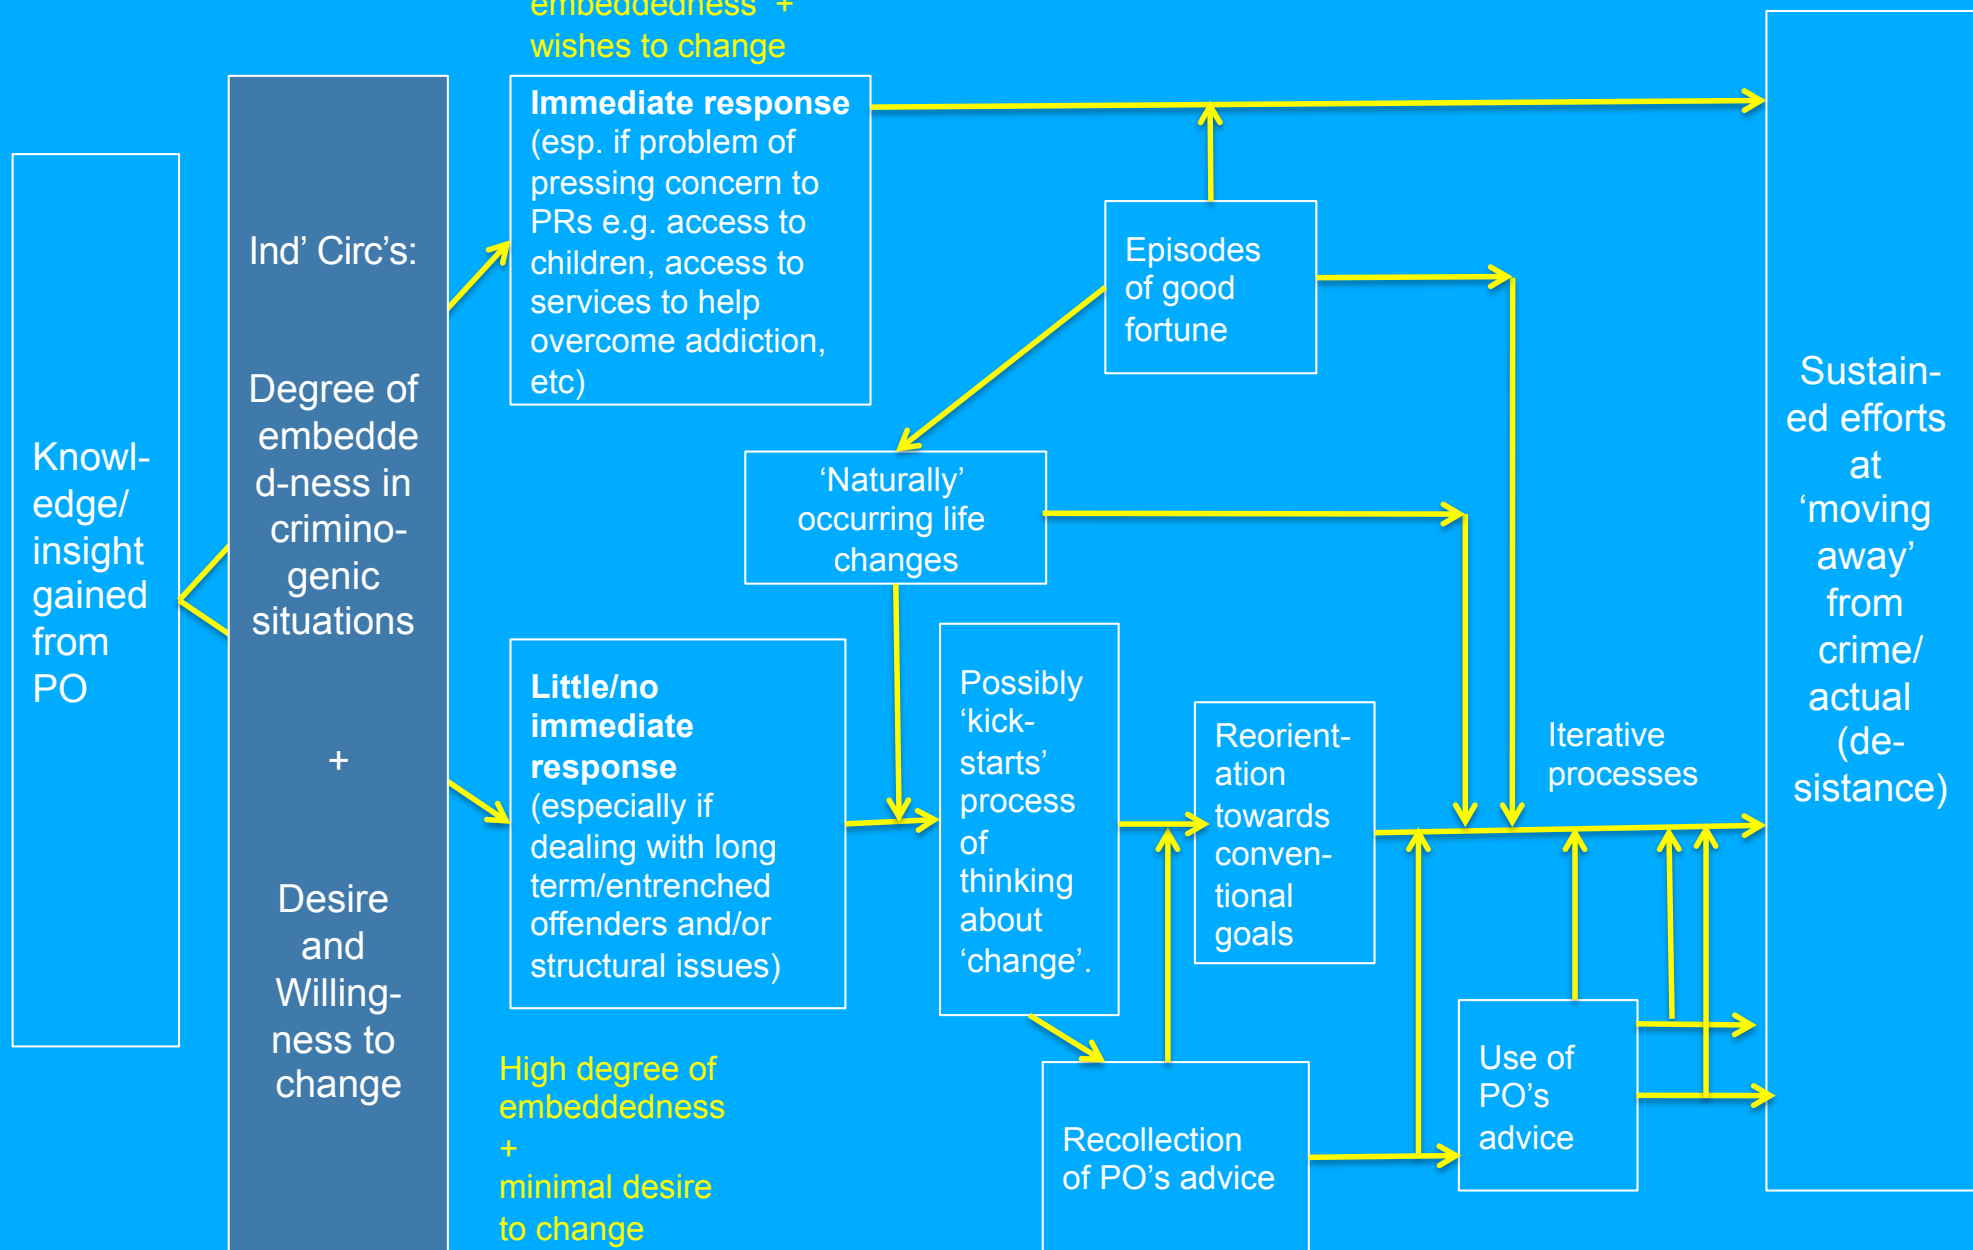 embeddedness +
wishes to change
Knowl-
edge/
insight
gained
from
PO
Ind’ Circ’s:
Degree of
embedde
d-ness in
crimino-
genic
situations
+
Desire
and
Willing-
ness to
change
Immediate response
(esp. if problem of
pressing concern to
PRs e.g. access to
children, access to
services to help
overcome addiction,
etc)
Episodes
of good
fortune
‘Naturally’
occurring life
changes
Little/no
immediate
response
(especially if
dealing with long
term/entrenched
offenders and/or
structural issues)
High degree of
embeddedness
+
minimal desire
to change
Possibly
‘kick-
starts’
process
of
thinking
about
‘change’.
Reorient-
ation
towards
conven-
tional
goals
Recollection
of PO’s advice
Iterative
processes
Use of
PO’s
advice
Sustain-
ed efforts
at
‘moving
away’
from
crime/
actual
(de-
sistance)